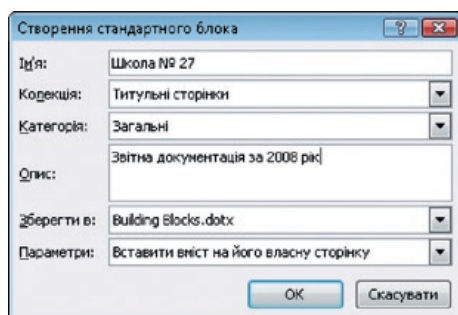 Створення стандартного блока
Ім'я: Школа № 27
Колекція: Титульні сторінки
Категорія: Загальні
Опис: Звітна документація за 2008 рік
Зберегти в: Building Blocks.dotx
Параметри: Вставити вміст на його власну сторінку
ОК Скасувати